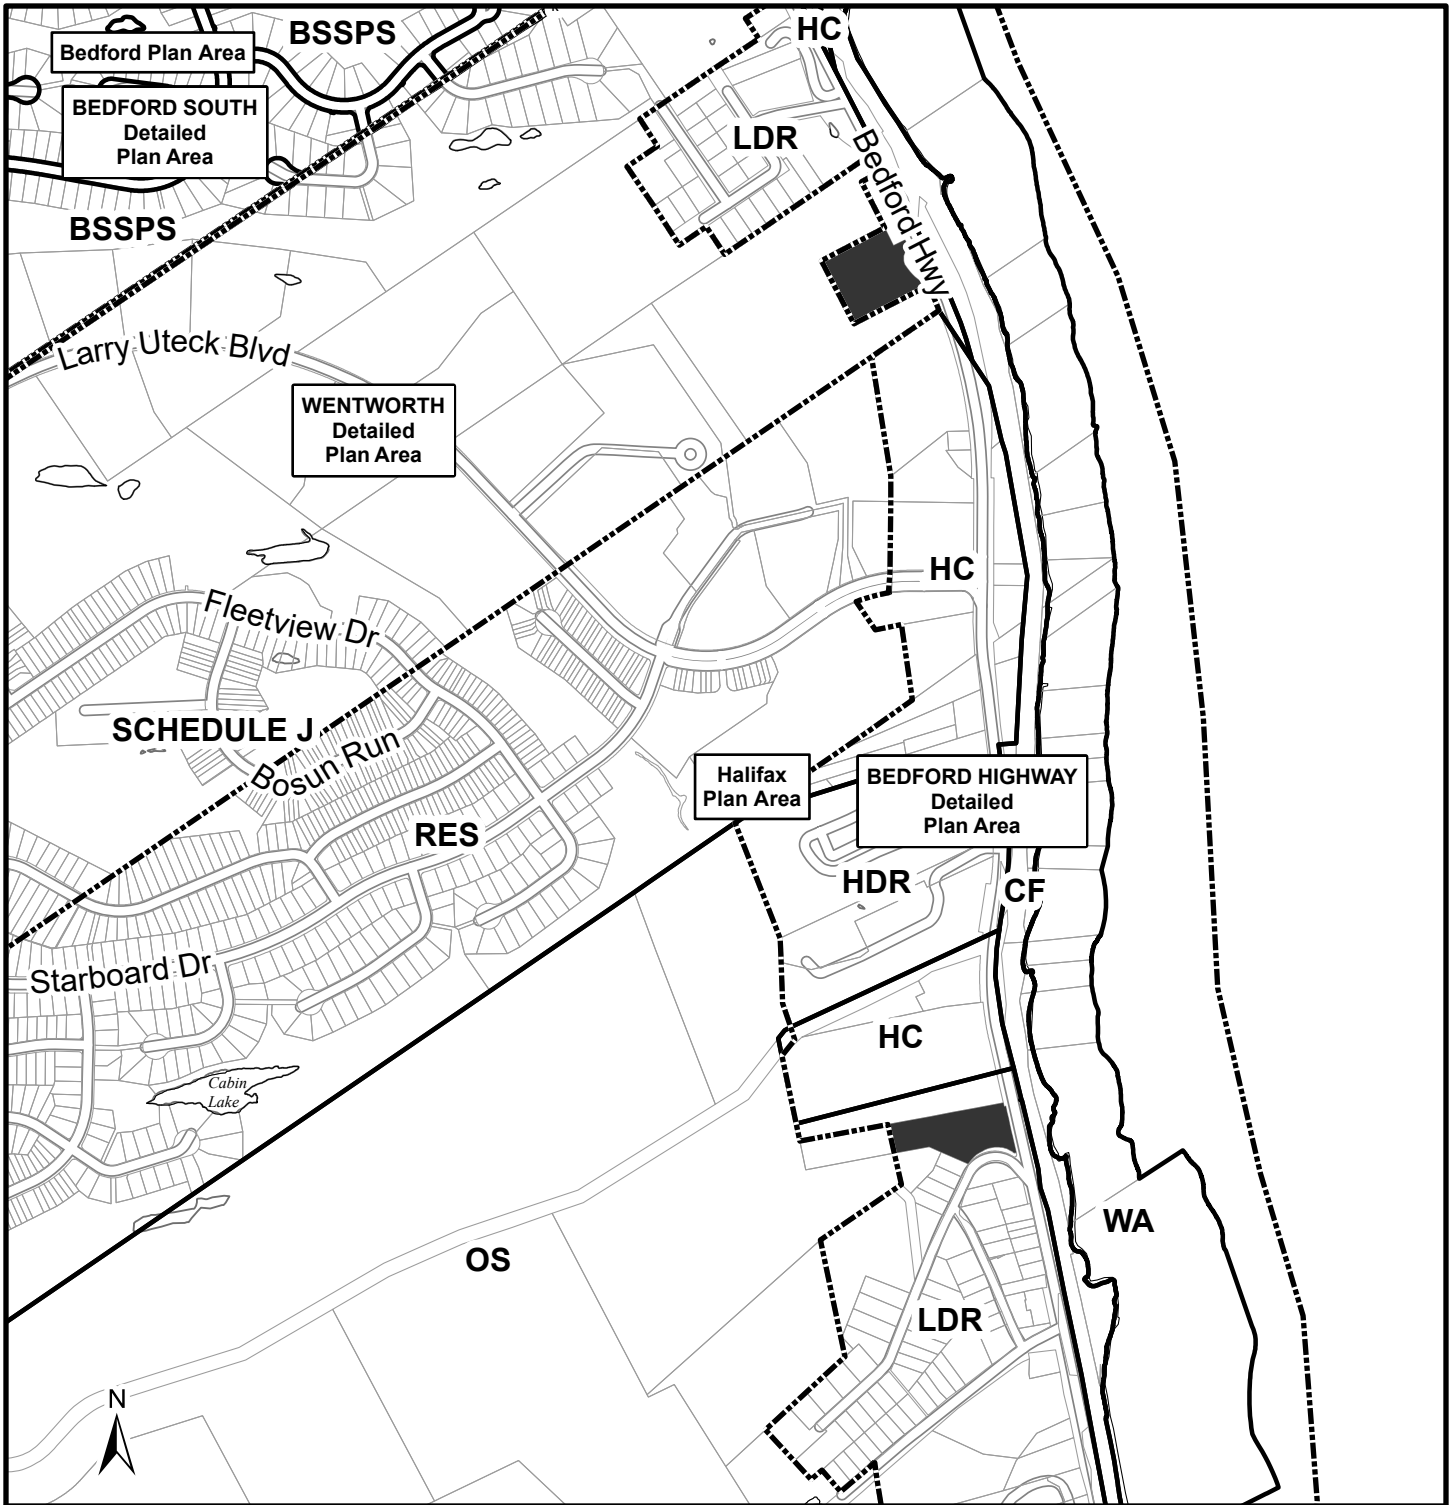 BSSPS
HC
Bedford Plan Area
BEDFORD SOUTH
Detailed
Plan Area
LDR
Bedford Hwy
BSSPS
Larry Uteck Blvd
WENTWORTH
Detailed
Plan Area
HC
Fleetview Dr
SCHEDULE J
Bosun Run
Halifax
Plan Area
BEDFORD HIGHWAY
Detailed
Plan Area
RES
HDR
CF
Starboard Dr
HC
Cabin
Lake
WA
OS
LDR
N